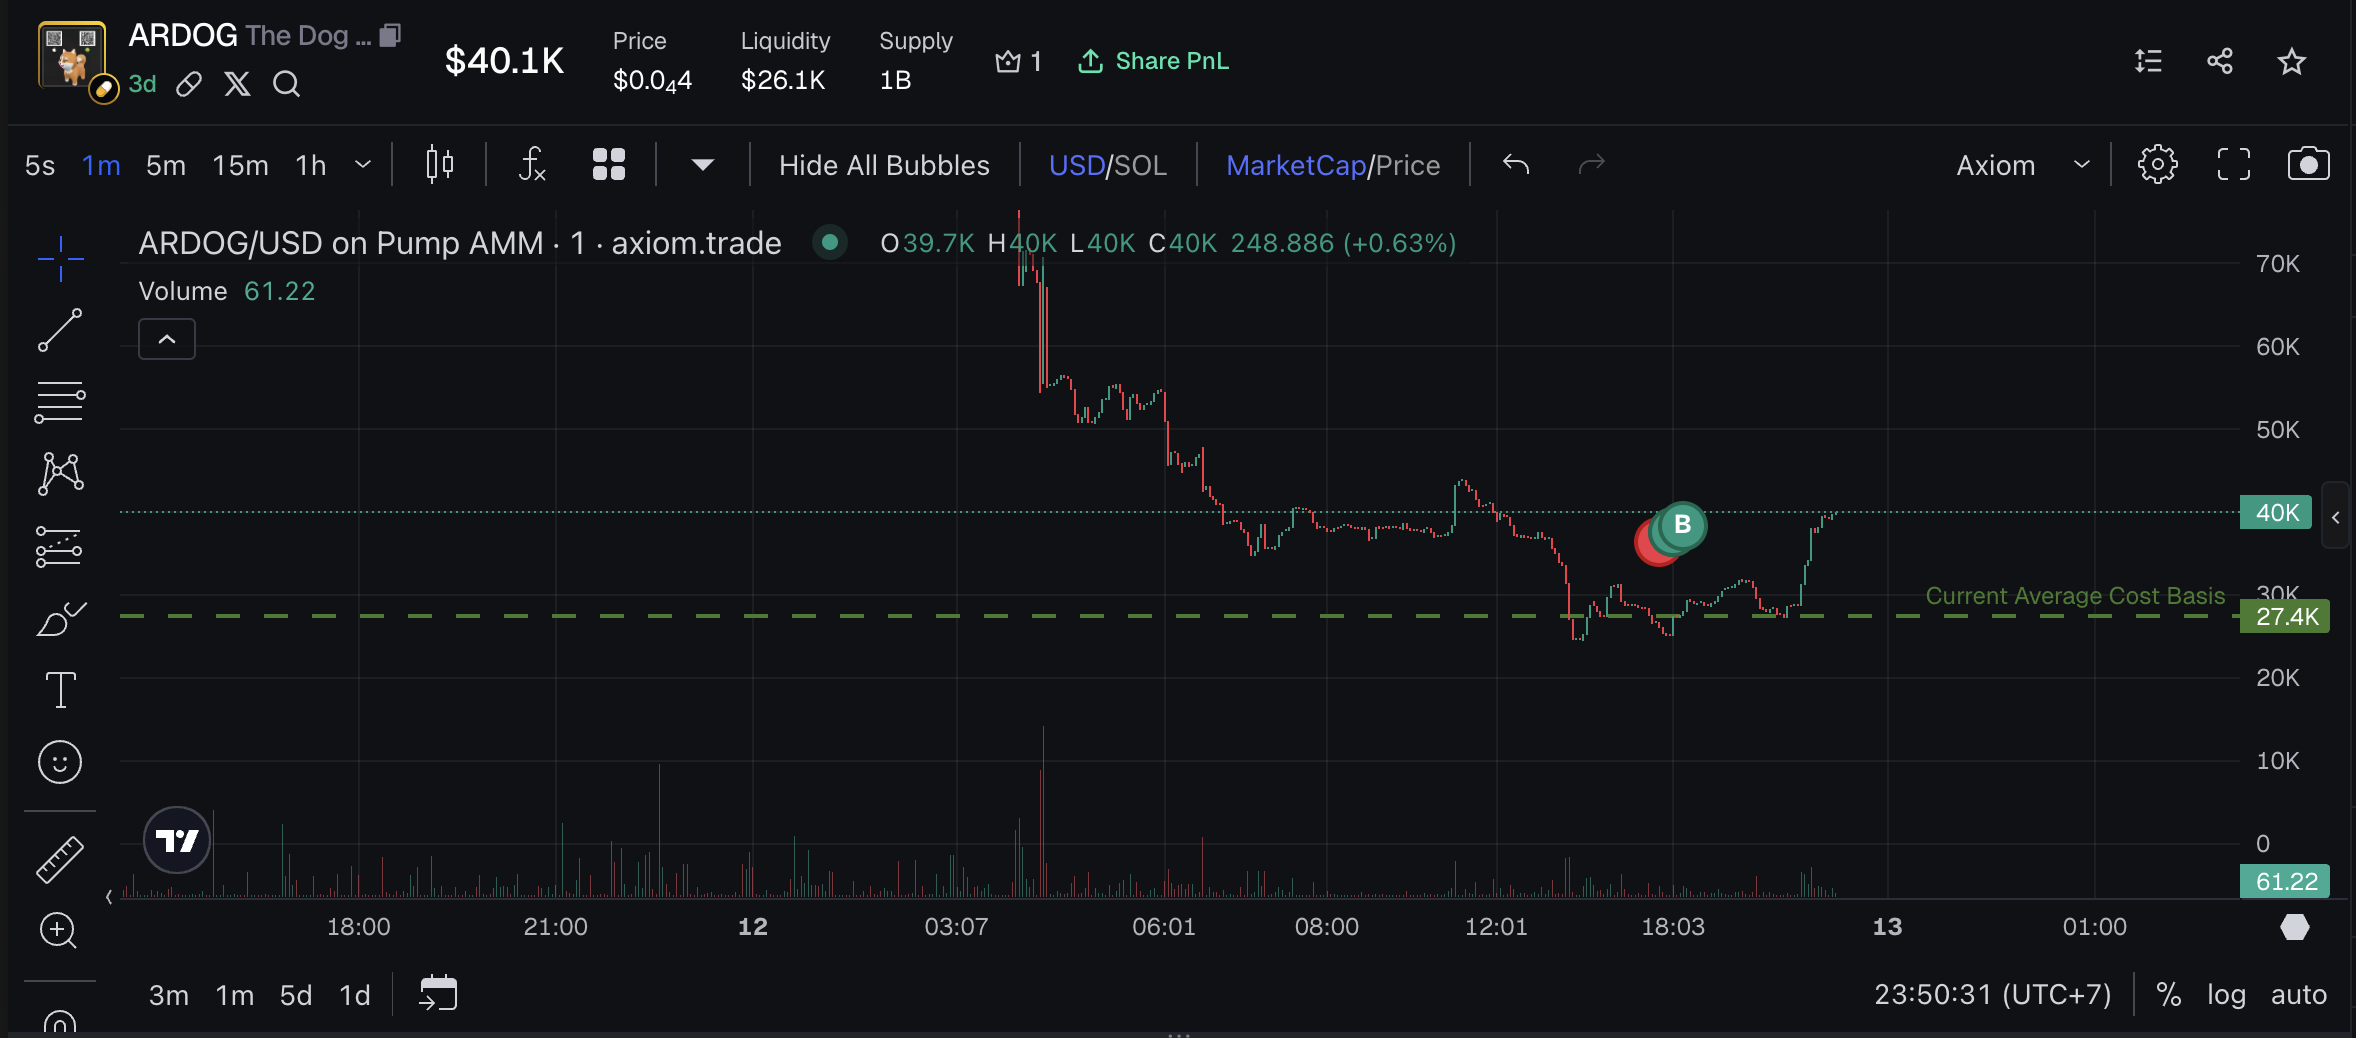 ARDOG The Dog ...
3d
$40.1K
Price
$0.0₄4
Liquidity
$26.1K
Supply
1B
1
Share PnL
5s 1m 5m 15m 1h
Hide All Bubbles
USD/SOL
MarketCap/Price
Axiom
ARDOG/USD on Pump AMM · 1 · axiom.trade
O39.7K H40K L40K C40K 248.886 (+0.63%)
Volume 61.22
70K
60K
50K
40K
B
Current Average Cost Basis
30K
27.4K
20K
10K
0
61.22
18:00 21:00 12 03:07 06:01 08:00 12:01 18:03 13 01:00
3m 1m 5d 1d
23:50:31 (UTC+7) % log auto